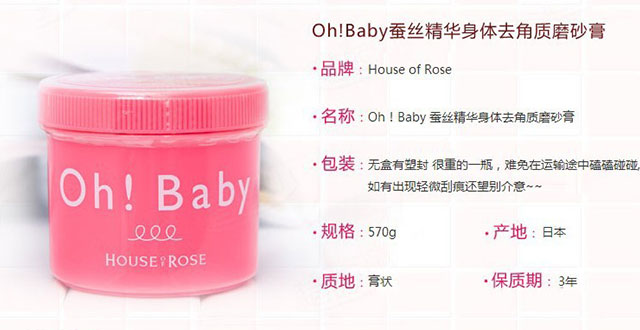 Oh!Baby蚕丝精华身体去角质磨砂膏
·品牌：House of Rose
·名称：Oh！Baby 蚕丝精华身体去角质磨砂膏
·包装：无盒有塑封 很重的一瓶，难免在运输途中磕磕碰碰,
如有出现轻微刮痕还望别介意~~
·规格：570g ·产地：日本
·质地：膏状 ·保质期：3年
Oh! Baby
HOUSE OF ROSE